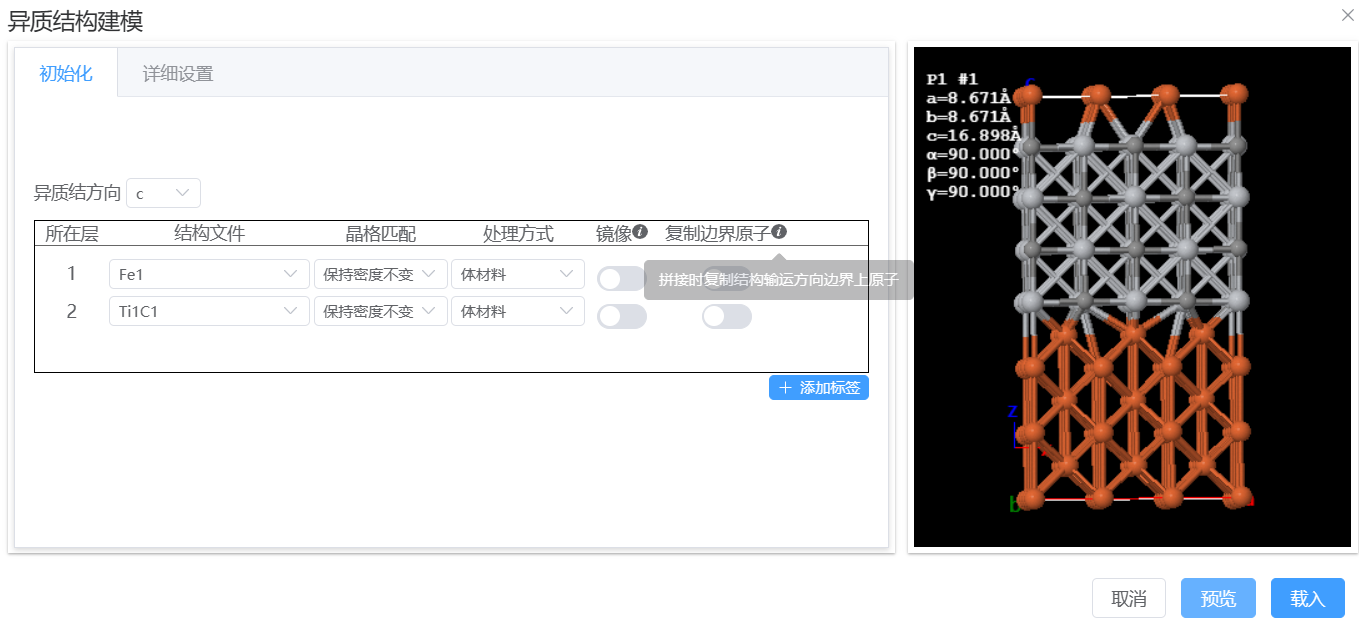 异质结构建模
初始化
详细设置
异质结方向 c
所在层 结构文件 晶格匹配 处理方式 镜像 复制边界原子
1 Fe1 保持密度不变 体材料
拼接时复制结构输运方向边界上原子
2 Ti1C1 保持密度不变 体材料
+ 添加标签
P1 #1
a=8.671Å
b=8.671Å
c=16.898Å
α=90.000°
β=90.000°
γ=90.000°
c
z
x
b
取消 预览 载入